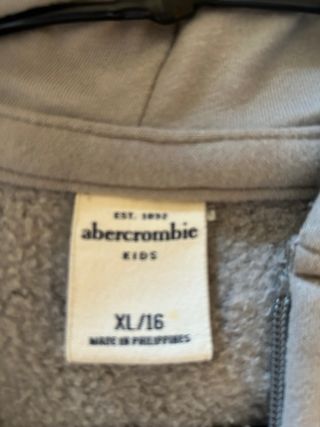 EST. 1892
abercrombie
KIDS
XL/16
MADE IN PHILIPPINES